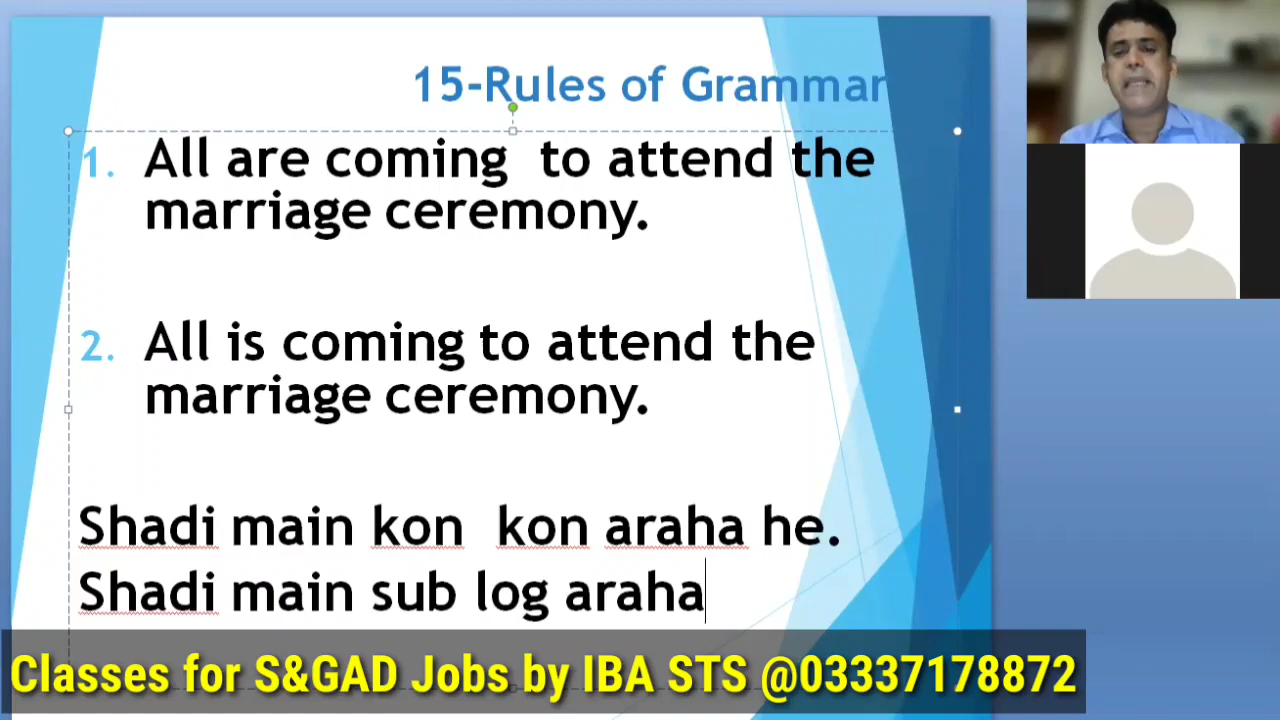 15-Rules of Grammar
1. All are coming to attend the
marriage ceremony.
2. All is coming to attend the
marriage ceremony.
Shadi main kon kon araha he.
Shadi main sub log araha
Classes for S&GAD Jobs by IBA STS @03337178872